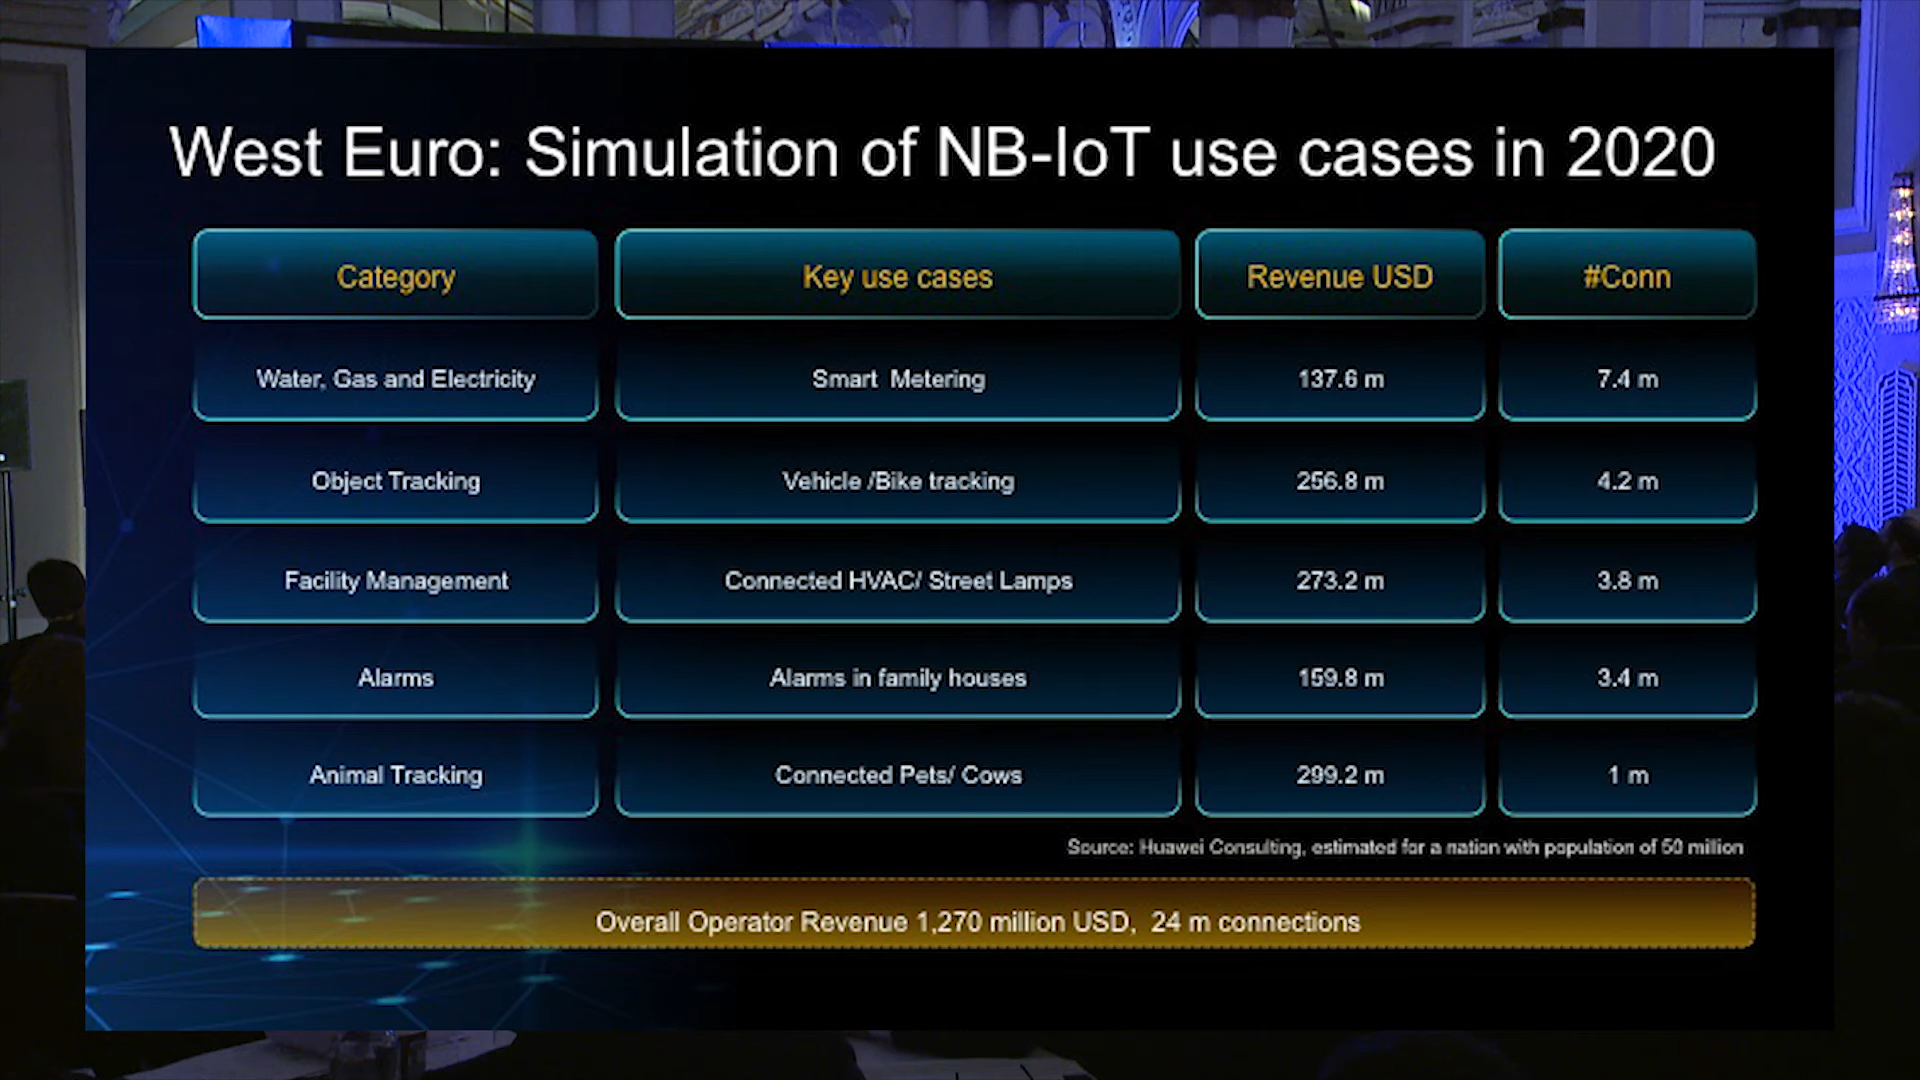 West Euro: Simulation of NB-IoT use cases in 2020
Category Key use cases Revenue USD #Conn
Water, Gas and Electricity Smart Metering 137.6 m 7.4 m
Object Tracking Vehicle /Bike tracking 256.8 m 4.2 m
Facility Management Connected HVAC/ Street Lamps 273.2 m 3.8 m
Alarms Alarms in family houses 159.8 m 3.4 m
Animal Tracking Connected Pets/ Cows 299.2 m 1 m
Source: Huawei Consulting, estimated for a nation with population of 50 million
Overall Operator Revenue 1,270 million USD, 24 m connections